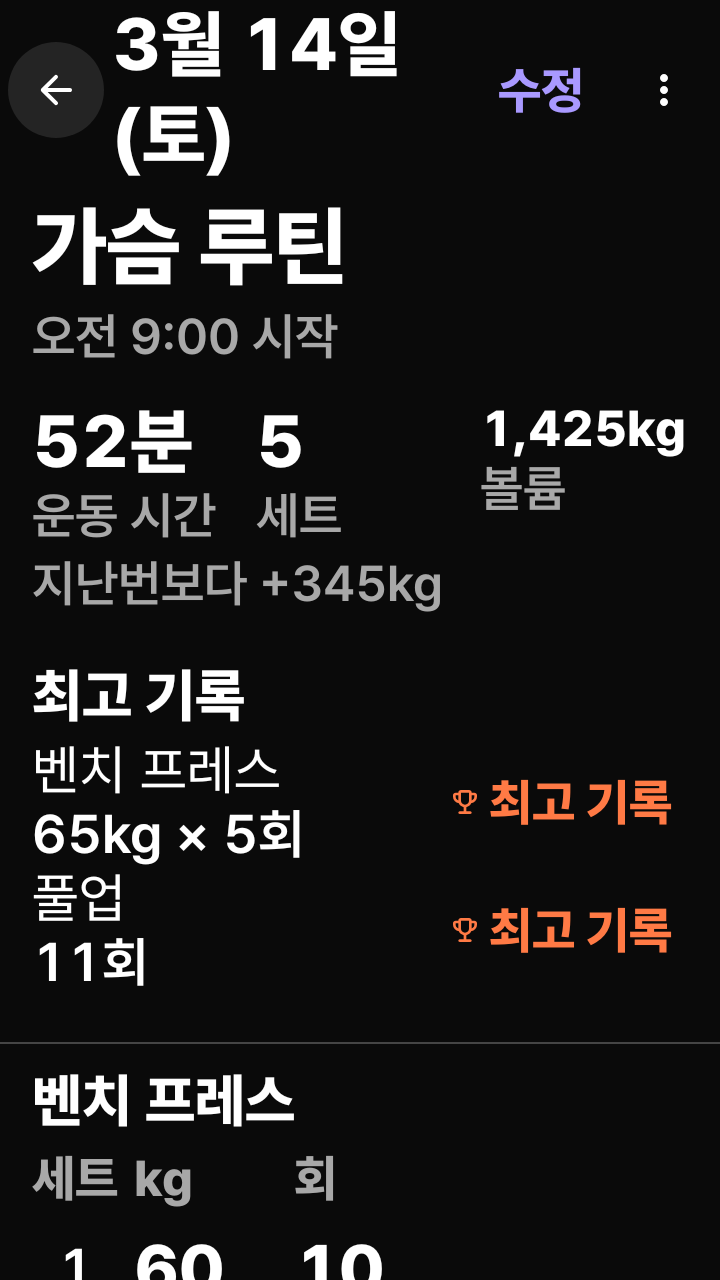 3월 14일
(토)
수정
가슴 루틴
오전 9:00 시작
52분 5 1,425kg
운동 시간 세트 볼륨
지난번보다 +345kg
최고 기록
벤치 프레스
65kg × 5회 최고 기록
풀업
11회 최고 기록
벤치 프레스
세트 kg 회
1 60 10